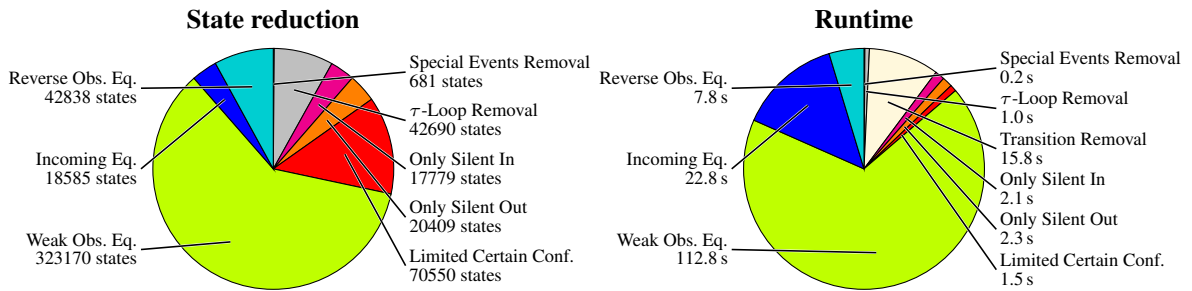 State reduction
Special Events Removal
681 states
τ-Loop Removal
42690 states
Only Silent In
17779 states
Only Silent Out
20409 states
Limited Certain Conf.
70550 states
Reverse Obs. Eq.
42838 states
Incoming Eq.
18585 states
Weak Obs. Eq.
323170 states
Runtime
Special Events Removal
0.2 s
τ-Loop Removal
1.0 s
Transition Removal
15.8 s
Only Silent In
2.1 s
Only Silent Out
2.3 s
Limited Certain Conf.
1.5 s
Reverse Obs. Eq.
7.8 s
Incoming Eq.
22.8 s
Weak Obs. Eq.
112.8 s